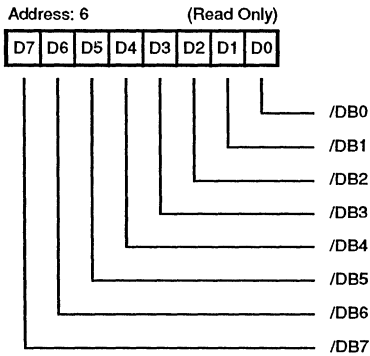 Address: 6 (Read Only)
D7 D6 D5 D4 D3 D2 D1 D0
/DB0
/DB1
/DB2
/DB3
/DB4
/DB5
/DB6
/DB7